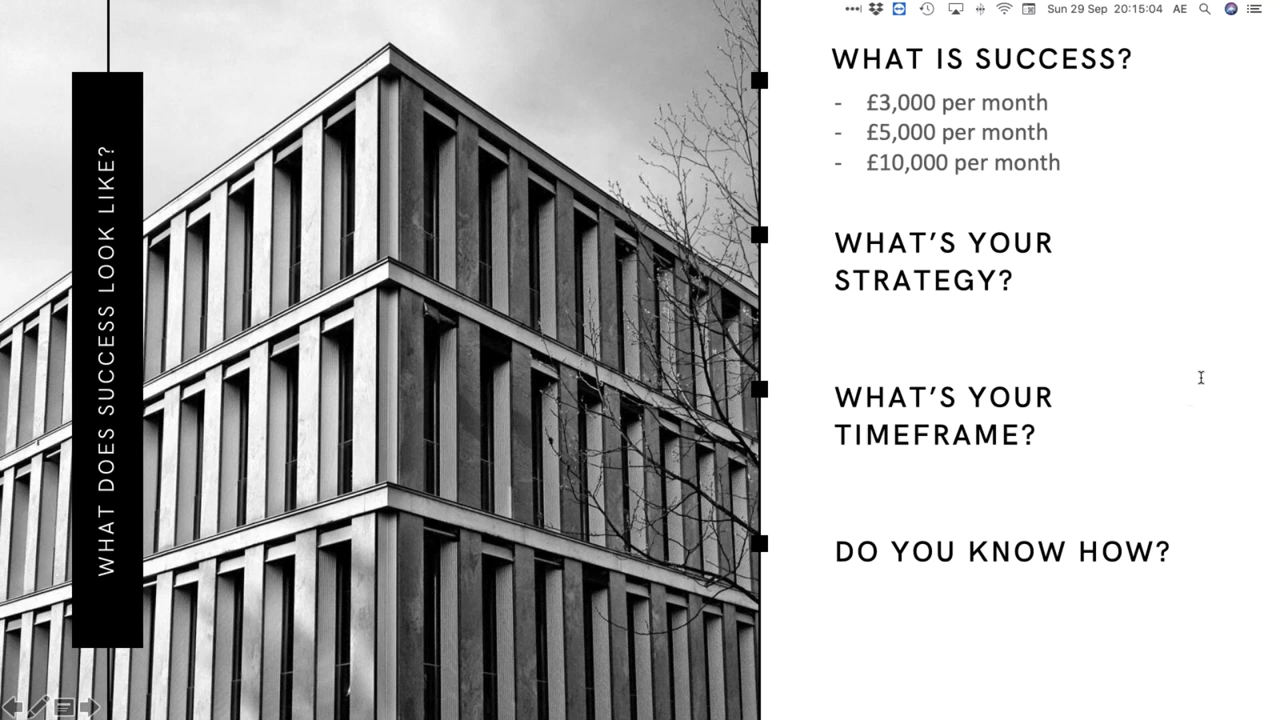 Sun 29 Sep 20:15:04 AE
WHAT DOES SUCCESS LOOK LIKE?
WHAT IS SUCCESS?
- £3,000 per month
- £5,000 per month
- £10,000 per month
WHAT’S YOUR
STRATEGY?
WHAT’S YOUR
TIMEFRAME?
DO YOU KNOW HOW?